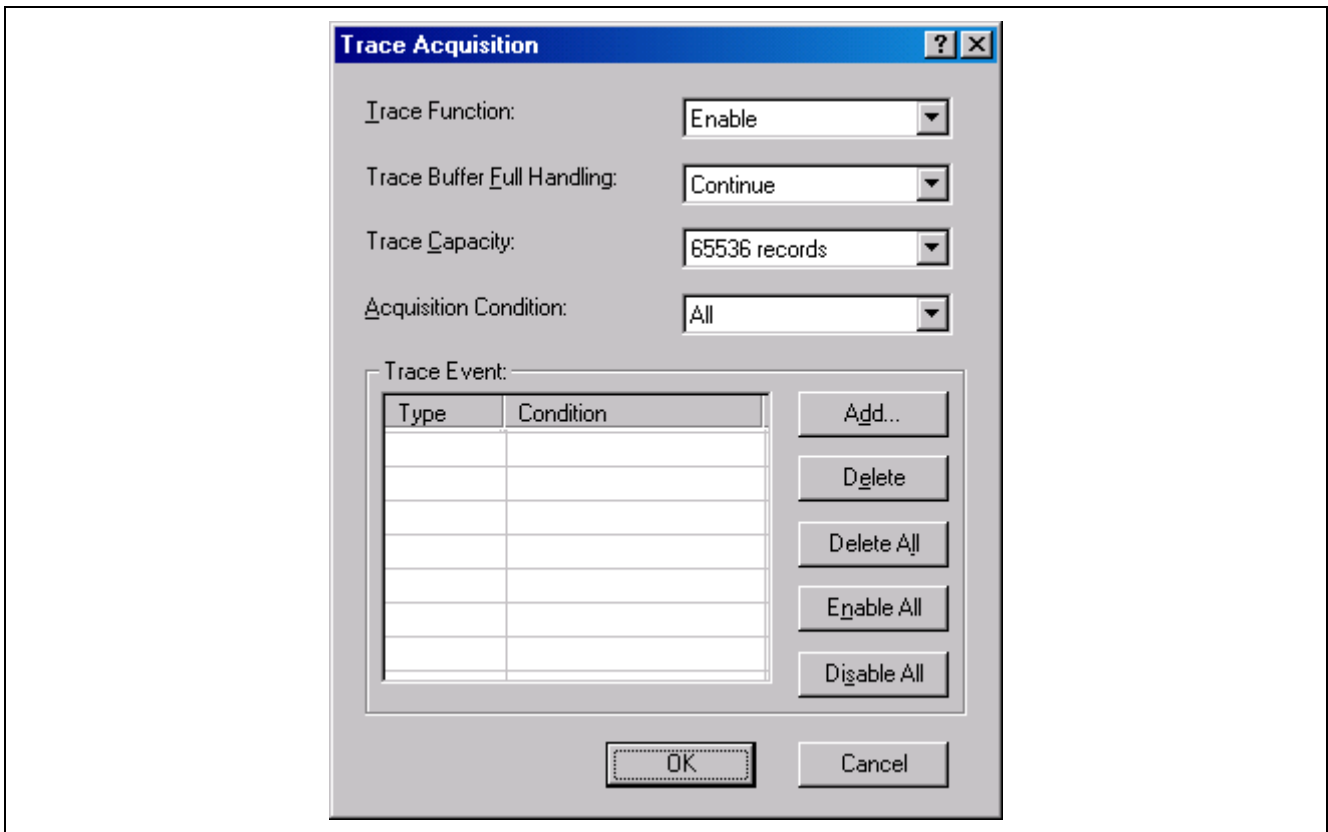 Trace Acquisition
Trace Function: Enable
Trace Buffer Full Handling: Continue
Trace Capacity: 65536 records
Acquisition Condition: All
Trace Event:
Type Condition
Add...
Delete
Delete All
Enable All
Disable All
OK Cancel